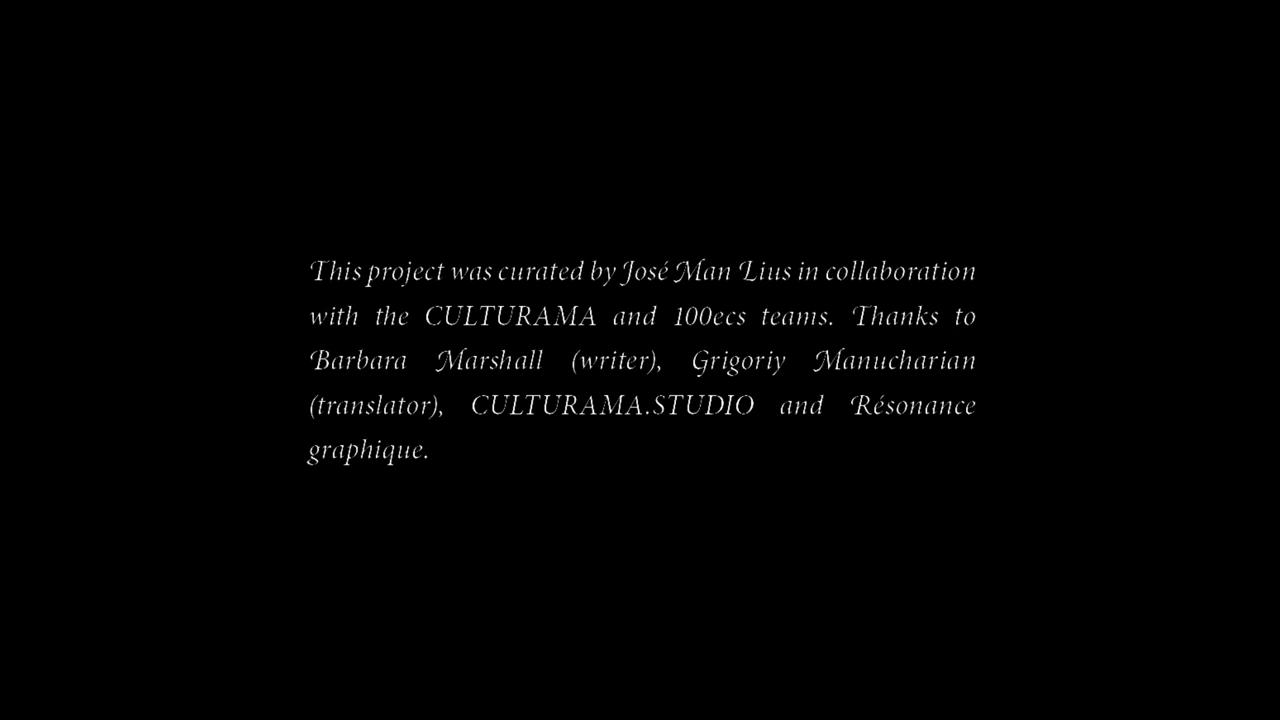 This project was curated by José Man Lius in collaboration
with the CULTURAMA and 100ecs teams. Thanks to
Barbara Marshall (writer), Grigoriy Manucharian
(translator), CULTURAMA.STUDIO and Résonance
graphique.